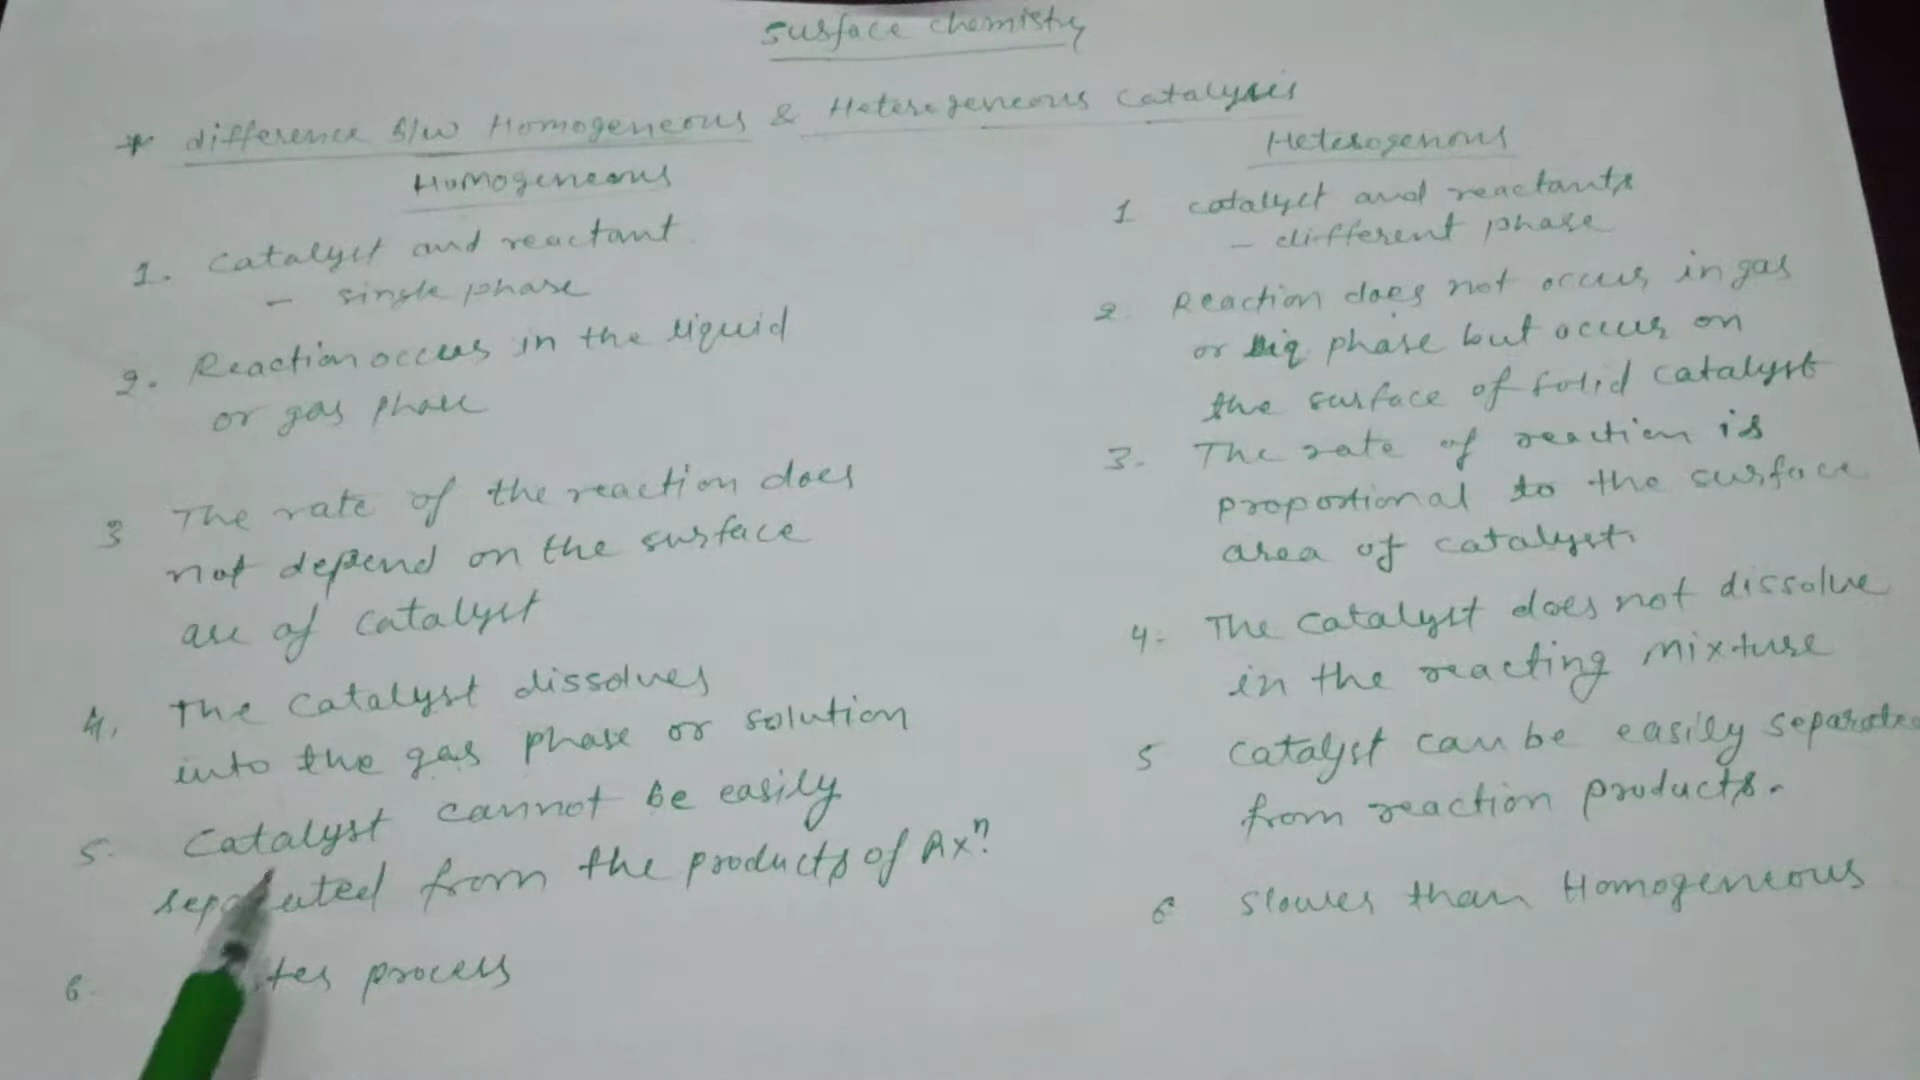 Surface chemistry
* difference b/w Homogeneous & Heterogeneous Catalysis
Homogeneous
1. Catalyst and reactant
- single phase
2. Reaction occurs in the liquid
or gas phase
3 The rate of the reaction does
not depend on the surface
are of catalyst
4. The catalyst dissolves
into the gas phase or solution
5. Catalyst cannot be easily
separated from the products of Rxn.
6. process
Heterogenous
1 catalyst and reactants
- different phase
2. Reaction does not occurs in gas
or liq phase but occurs on
the surface of solid catalyst
3. The rate of reaction is
proportional to the surface
area of catalyst.
4. The catalyst does not dissolve
in the reacting mixture
5 Catalyst can be easily separated
from reaction products.
6 slower than Homogeneous